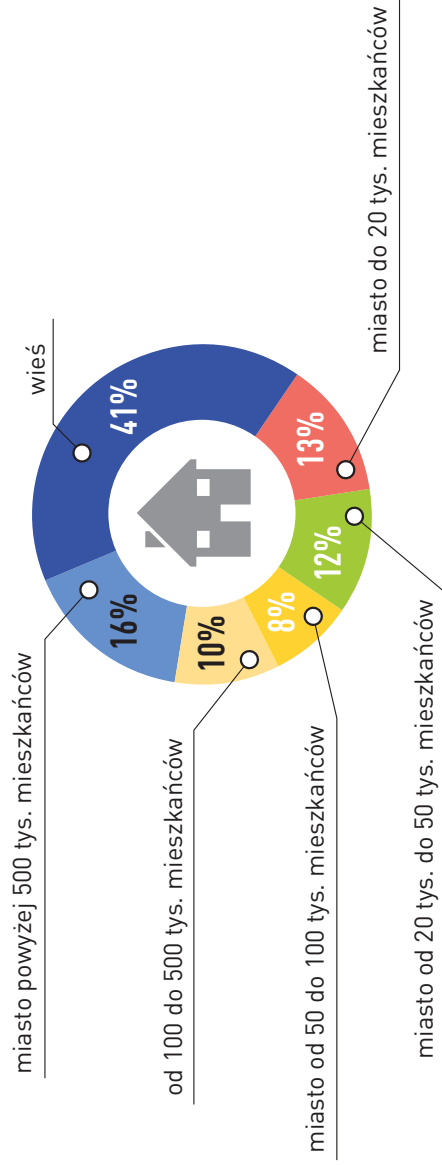 miasto powyżej 500 tys. mieszkańców
wieś
16%
41%
od 100 do 500 tys. mieszkańców
10%
8%
13%
12%
miasto od 50 do 100 tys. mieszkańców
miasto do 20 tys. mieszkańców
miasto od 20 tys. do 50 tys. mieszkańców